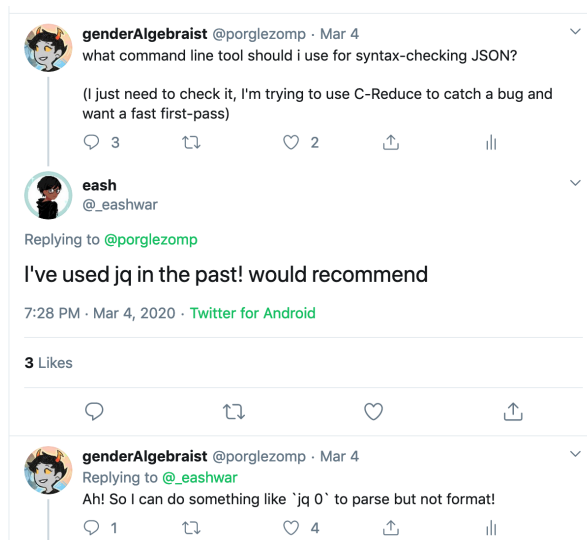 genderAlgebraist @porglezomp · Mar 4
what command line tool should i use for syntax-checking JSON?
(I just need to check it, I'm trying to use C-Reduce to catch a bug and
want a fast first-pass)
3 2
eash
@_eashwar
Replying to @porglezomp
I've used jq in the past! would recommend
7:28 PM · Mar 4, 2020 · Twitter for Android
3 Likes
genderAlgebraist @porglezomp · Mar 4
Replying to @_eashwar
Ah! So I can do something like `jq 0` to parse but not format!
1 4